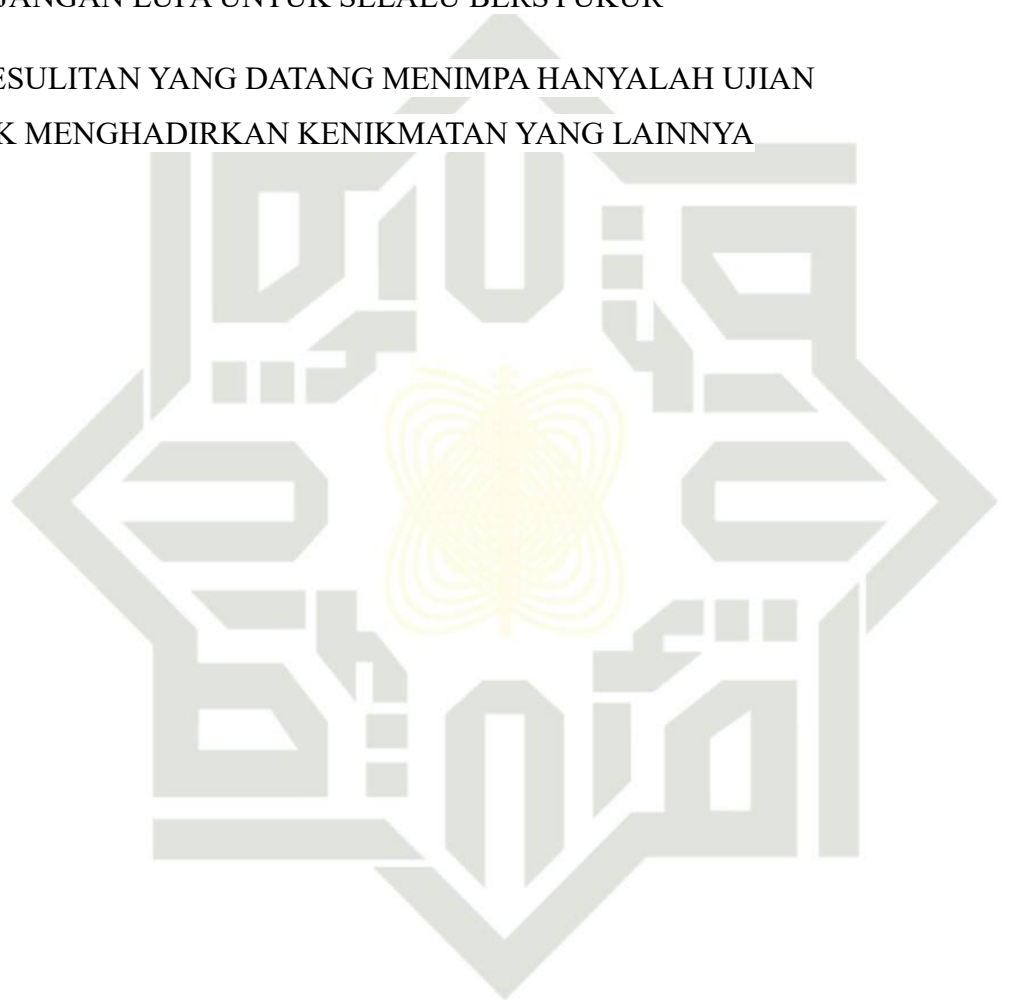 JANGAN LUPA UNTUK SELALU BERSYUKUR
ESULITAN YANG DATANG MENIMPA HANYALAH UJIAN
K MENGHADIRKAN KENIKMATAN YANG LAINNYA